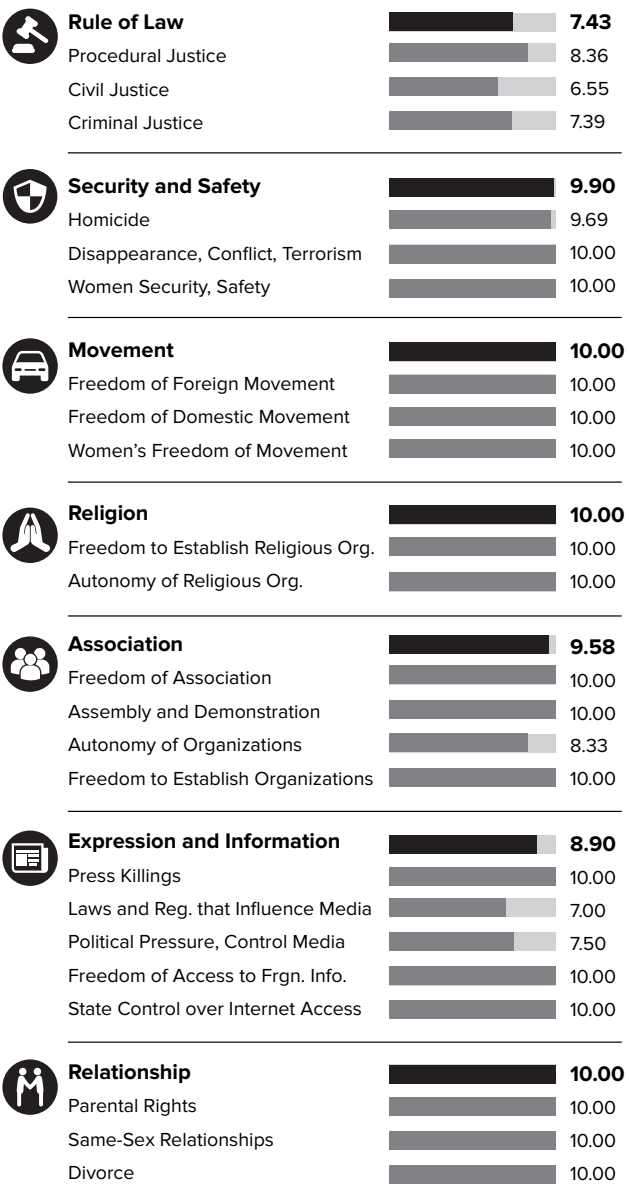 Rule of Law 7.43
Procedural Justice 8.36
Civil Justice 6.55
Criminal Justice 7.39
Security and Safety 9.90
Homicide 9.69
Disappearance, Conflict, Terrorism 10.00
Women Security, Safety 10.00
Movement 10.00
Freedom of Foreign Movement 10.00
Freedom of Domestic Movement 10.00
Women’s Freedom of Movement 10.00
Religion 10.00
Freedom to Establish Religious Org. 10.00
Autonomy of Religious Org. 10.00
Association 9.58
Freedom of Association 10.00
Assembly and Demonstration 10.00
Autonomy of Organizations 8.33
Freedom to Establish Organizations 10.00
Expression and Information 8.90
Press Killings 10.00
Laws and Reg. that Influence Media 7.00
Political Pressure, Control Media 7.50
Freedom of Access to Frgn. Info. 10.00
State Control over Internet Access 10.00
Relationship 10.00
Parental Rights 10.00
Same-Sex Relationships 10.00
Divorce 10.00